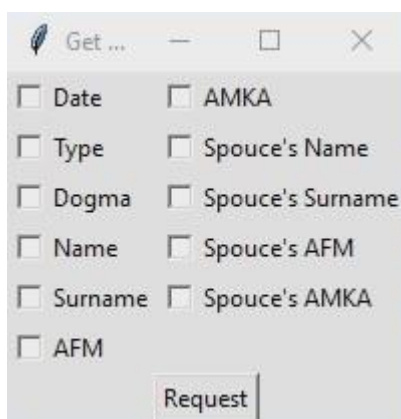 Get ...
Date AMKA
Type Spouce's Name
Dogma Spouce's Surname
Name Spouce's AFM
Surname Spouce's AMKA
AFM
Request